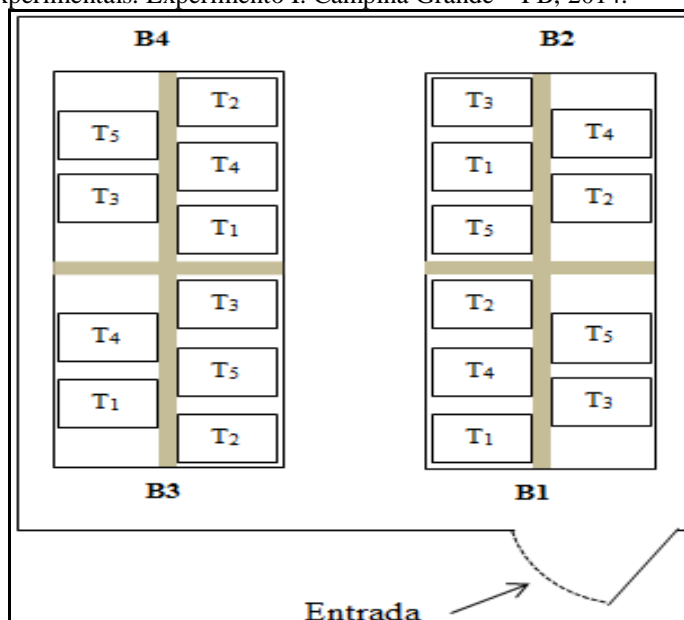 perimentais. Experimento I. Campina Grande – PB, 2014.
B4 B2
T2 T3
T5 T4
T4 T1
T3 T2
T1 T5
T3 T2
T4 T5
T5 T4
T1 T3
T2 T1
B3 B1
Entrada